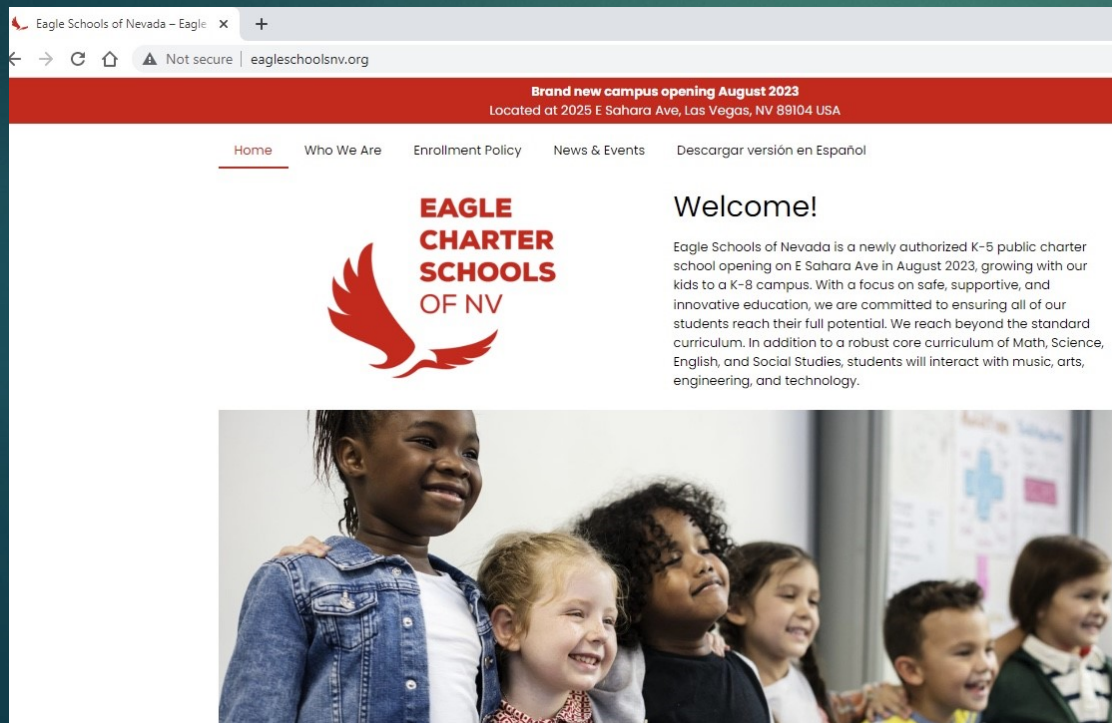 Eagle Schools of Nevada – Eagle
Not secure eagleschoolsnv.org
Brand new campus opening August 2023
Located at 2025 E Sahara Ave, Las Vegas, NV 89104 USA
Home Who We Are Enrollment Policy News & Events Descargar versión en Español
EAGLE
CHARTER
SCHOOLS
OF NV
Welcome!
Eagle Schools of Nevada is a newly authorized K-5 public charter
school opening on E Sahara Ave in August 2023, growing with our
kids to a K-8 campus. With a focus on safe, supportive, and
innovative education, we are committed to ensuring all of our
students reach their full potential. We reach beyond the standard
curriculum. In addition to a robust core curriculum of Math, Science,
English, and Social Studies, students will interact with music, arts,
engineering, and technology.